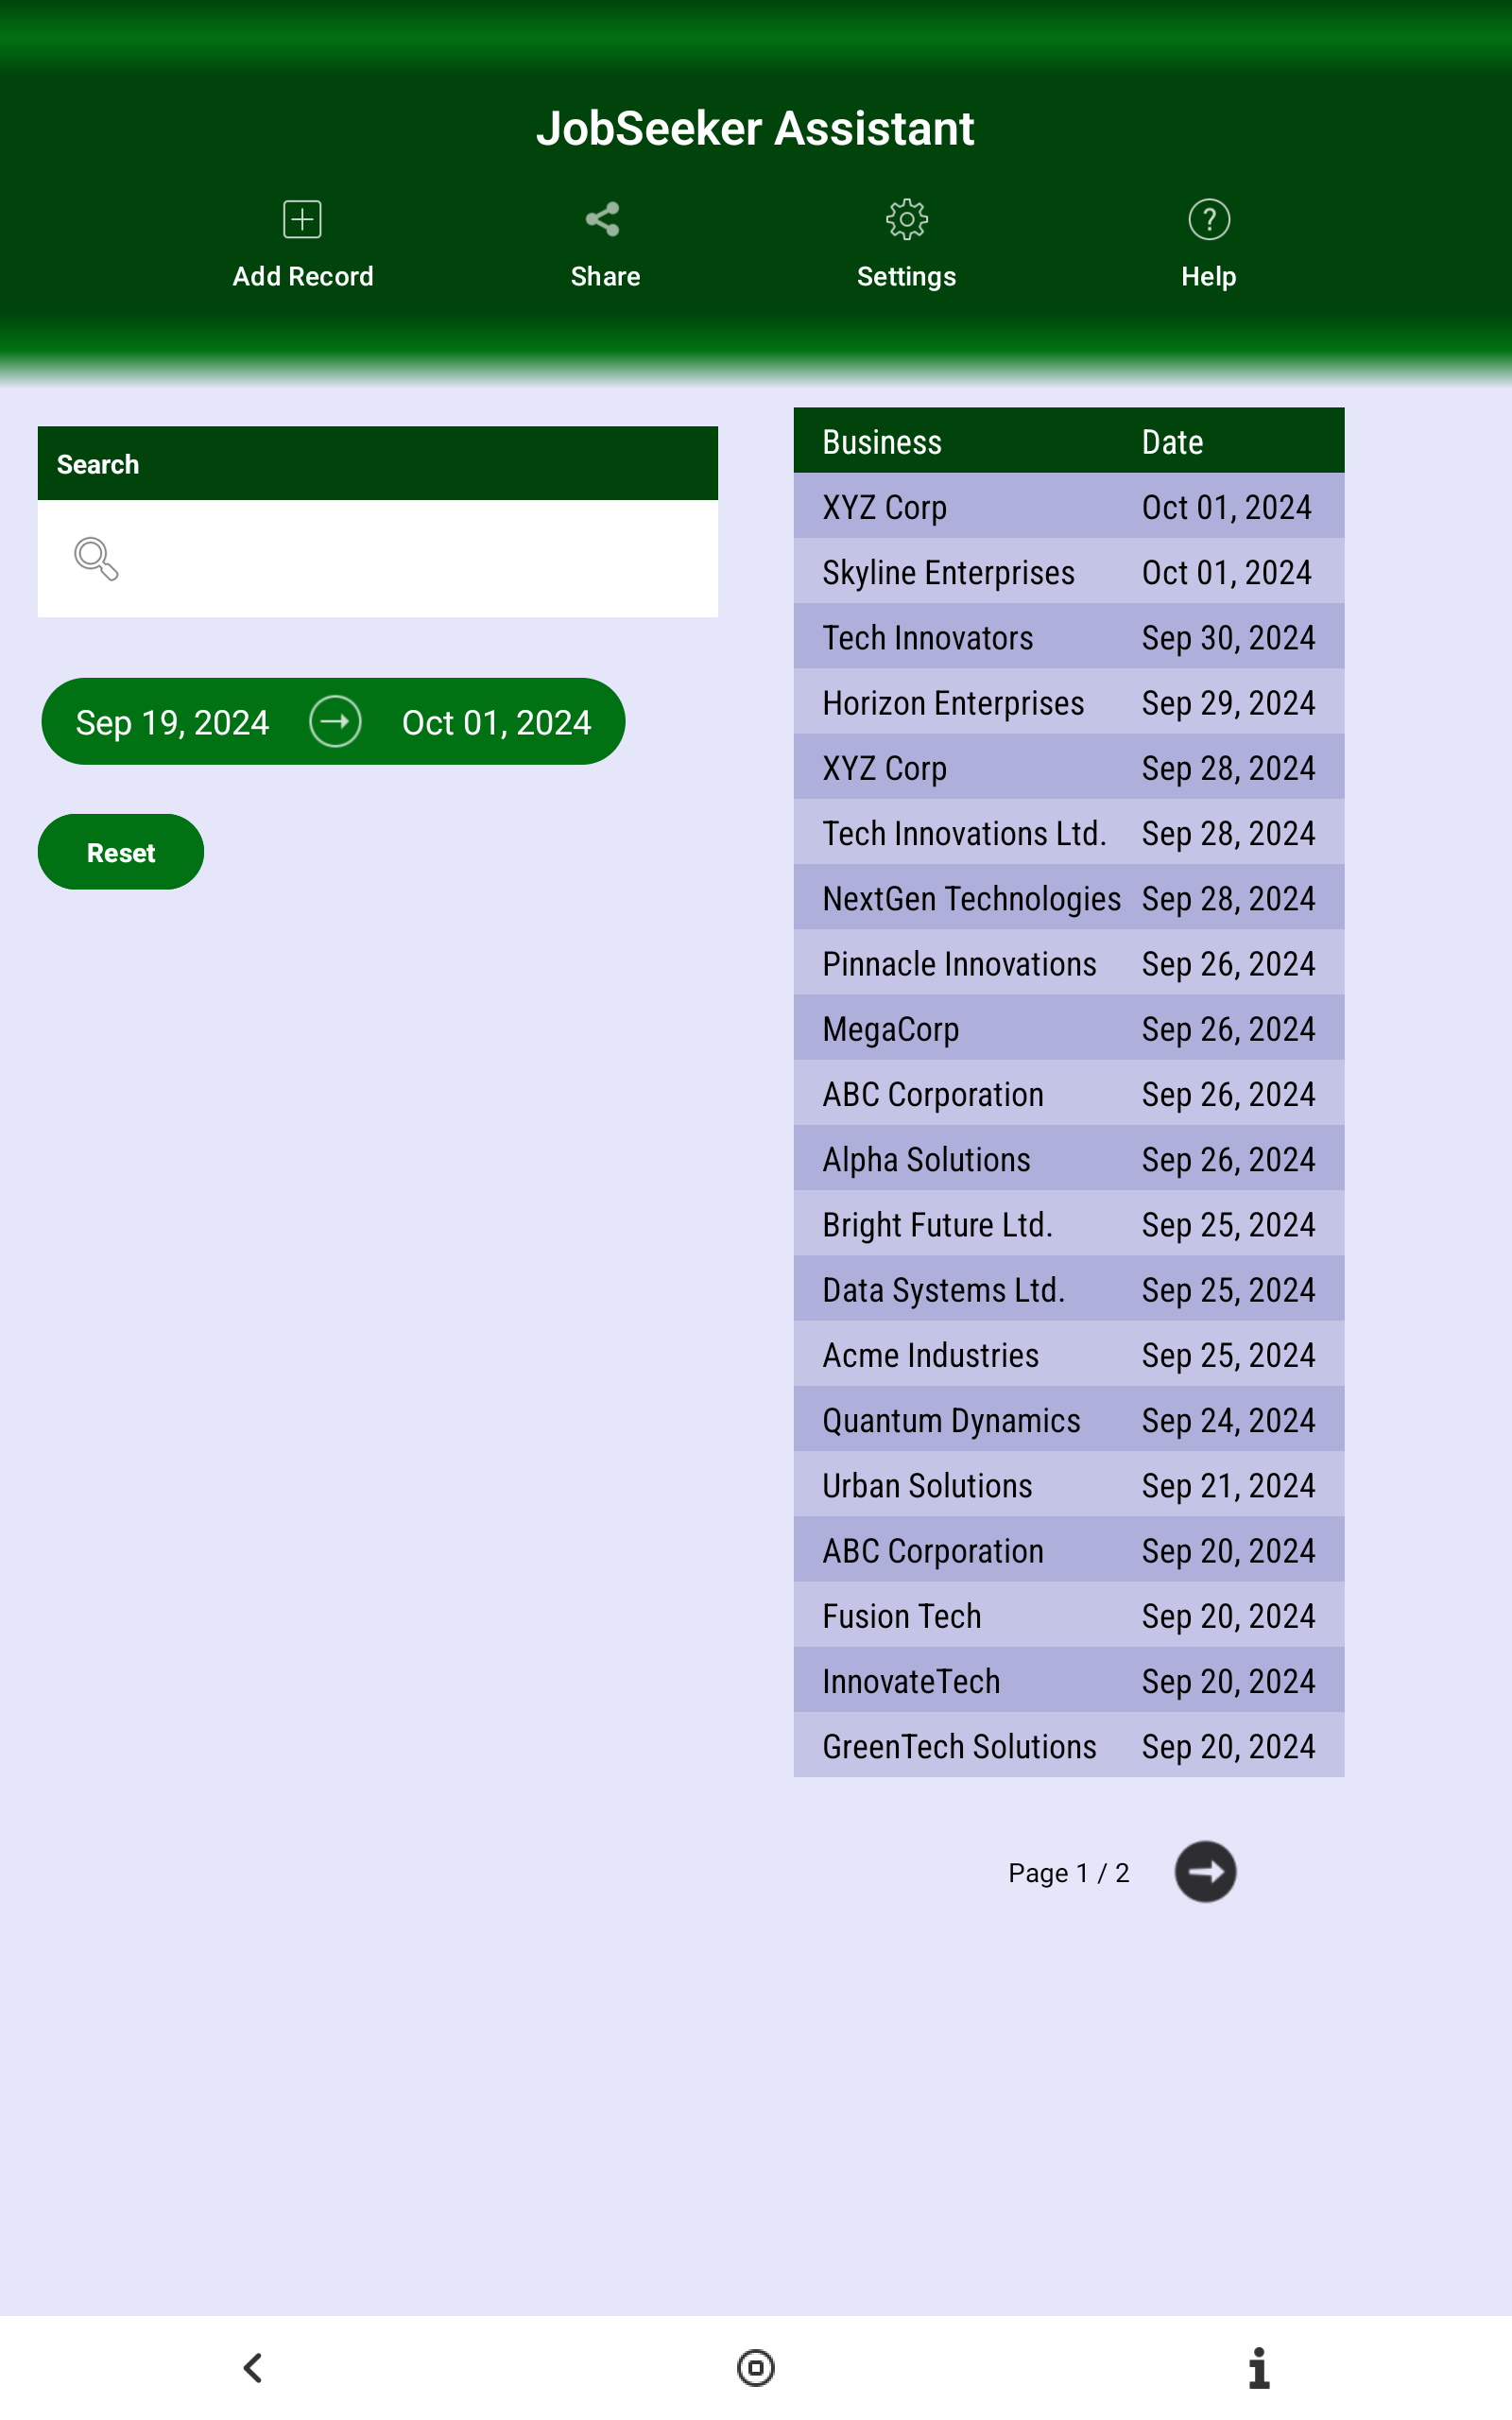 JobSeeker Assistant
Add Record Share Settings Help
Search
Sep 19, 2024 Oct 01, 2024
Reset
Business Date
XYZ Corp Oct 01, 2024
Skyline Enterprises Oct 01, 2024
Tech Innovators Sep 30, 2024
Horizon Enterprises Sep 29, 2024
XYZ Corp Sep 28, 2024
Tech Innovations Ltd. Sep 28, 2024
NextGen Technologies Sep 28, 2024
Pinnacle Innovations Sep 26, 2024
MegaCorp Sep 26, 2024
ABC Corporation Sep 26, 2024
Alpha Solutions Sep 26, 2024
Bright Future Ltd. Sep 25, 2024
Data Systems Ltd. Sep 25, 2024
Acme Industries Sep 25, 2024
Quantum Dynamics Sep 24, 2024
Urban Solutions Sep 21, 2024
ABC Corporation Sep 20, 2024
Fusion Tech Sep 20, 2024
InnovateTech Sep 20, 2024
GreenTech Solutions Sep 20, 2024
Page 1 / 2